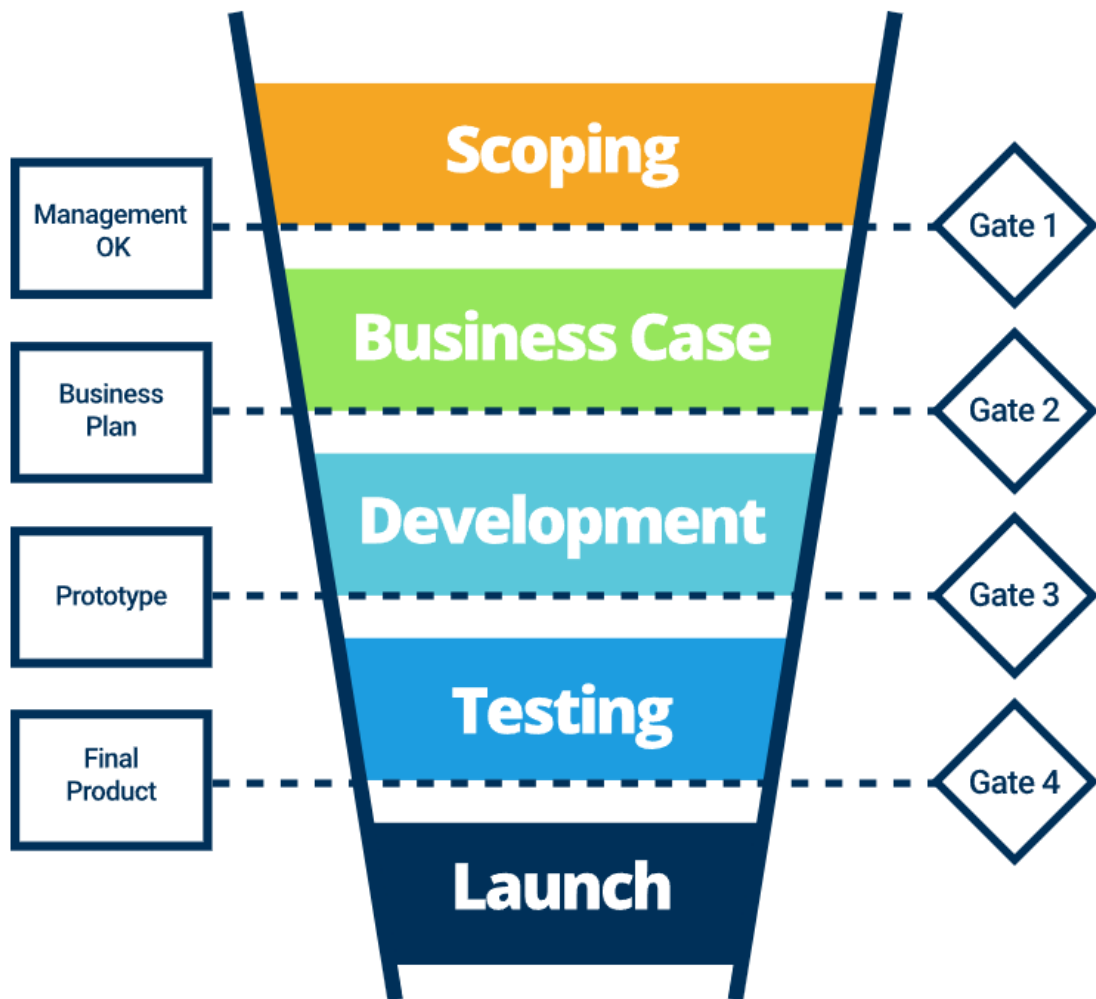 Scoping
Management
OK
Gate 1
Business Case
Business
Plan
Gate 2
Development
Prototype
Gate 3
Testing
Final
Product
Gate 4
Launch